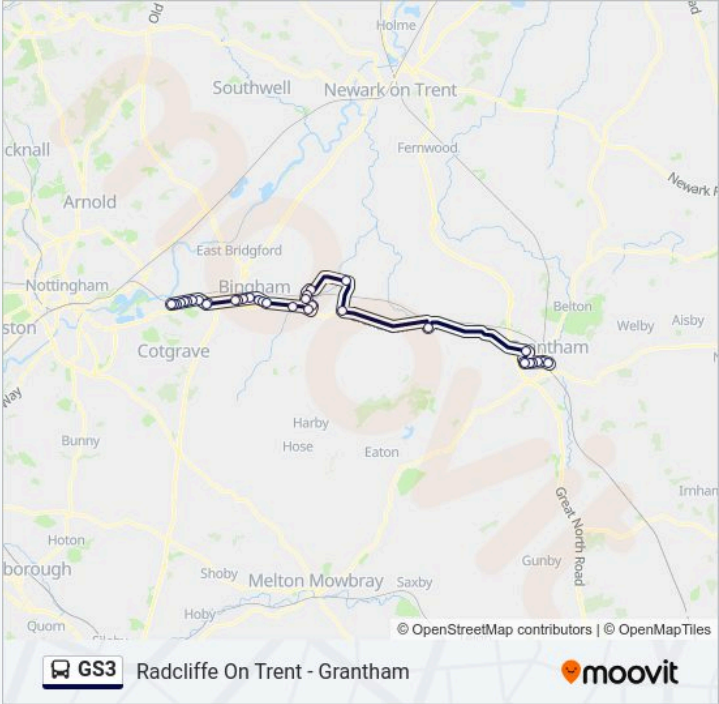 Old
Holme
Southwell
Newark on Trent
cknall
Fernwood
Arnold
Newark
East Bridgford
Nottingham
Bingham
Belton
ston
Welby
Aisby
Cotgrave
ntham
Way
Harby
Bunny
Hose
Eaton
Great North Road
Hoton
Gunby
borough
Shoby
Melton Mowbray
Saxby
Hoby
Quorn
© OpenStreetMap contributors | © OpenMapTiles
GS3
Radcliffe On Trent - Grantham
moovit